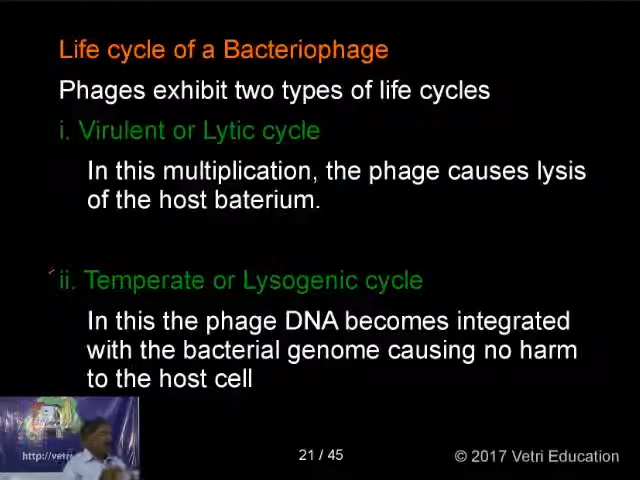 Life cycle of a Bacteriophage
Phages exhibit two types of life cycles
i. Virulent or Lytic cycle
In this multiplication, the phage causes lysis
of the host baterium.
ii. Temperate or Lysogenic cycle
In this the phage DNA becomes integrated
with the bacterial genome causing no harm
to the host cell
http://vetri
21 / 45
© 2017 Vetri Education